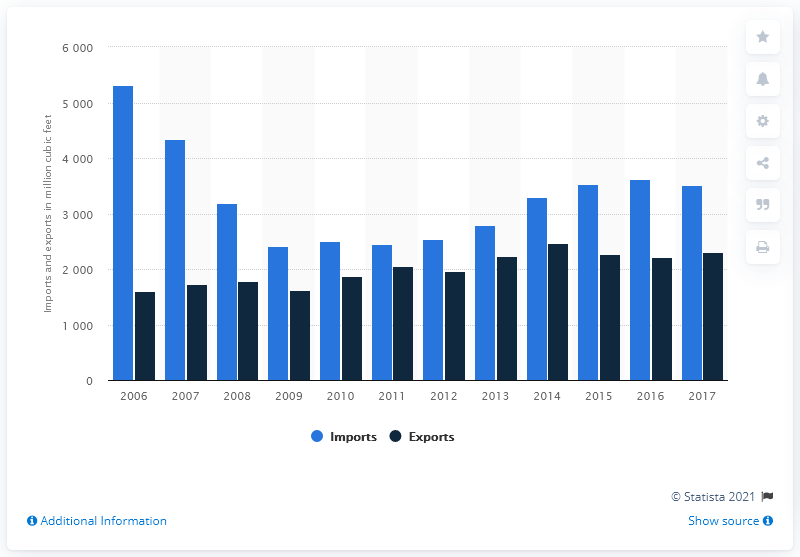 6 000
5 000
4 000
3 000
2 000
1 000
0
Imports and exports in million cubic feet
2006 2007 2008 2009 2010 2011 2012 2013 2014 2015 2016 2017
Imports Exports
© Statista 2021
Additional Information Show source